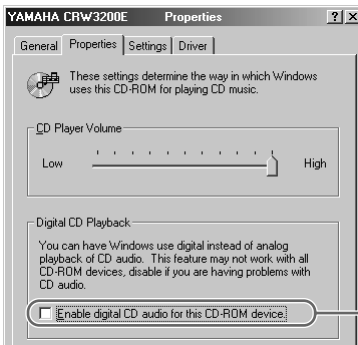 YAMAHA CRW3200E Properties ? x
General Properties Settings Driver
These settings determine the way in which Windows
uses this CD-ROM for playing CD music.
CD Player Volume
Low High
Digital CD Playback
You can have Windows use digital instead of analog
playback of CD audio. This feature may not work with all
CD-ROM devices, disable if you are having problems with
CD audio.
Enable digital CD audio for this CD-ROM device.